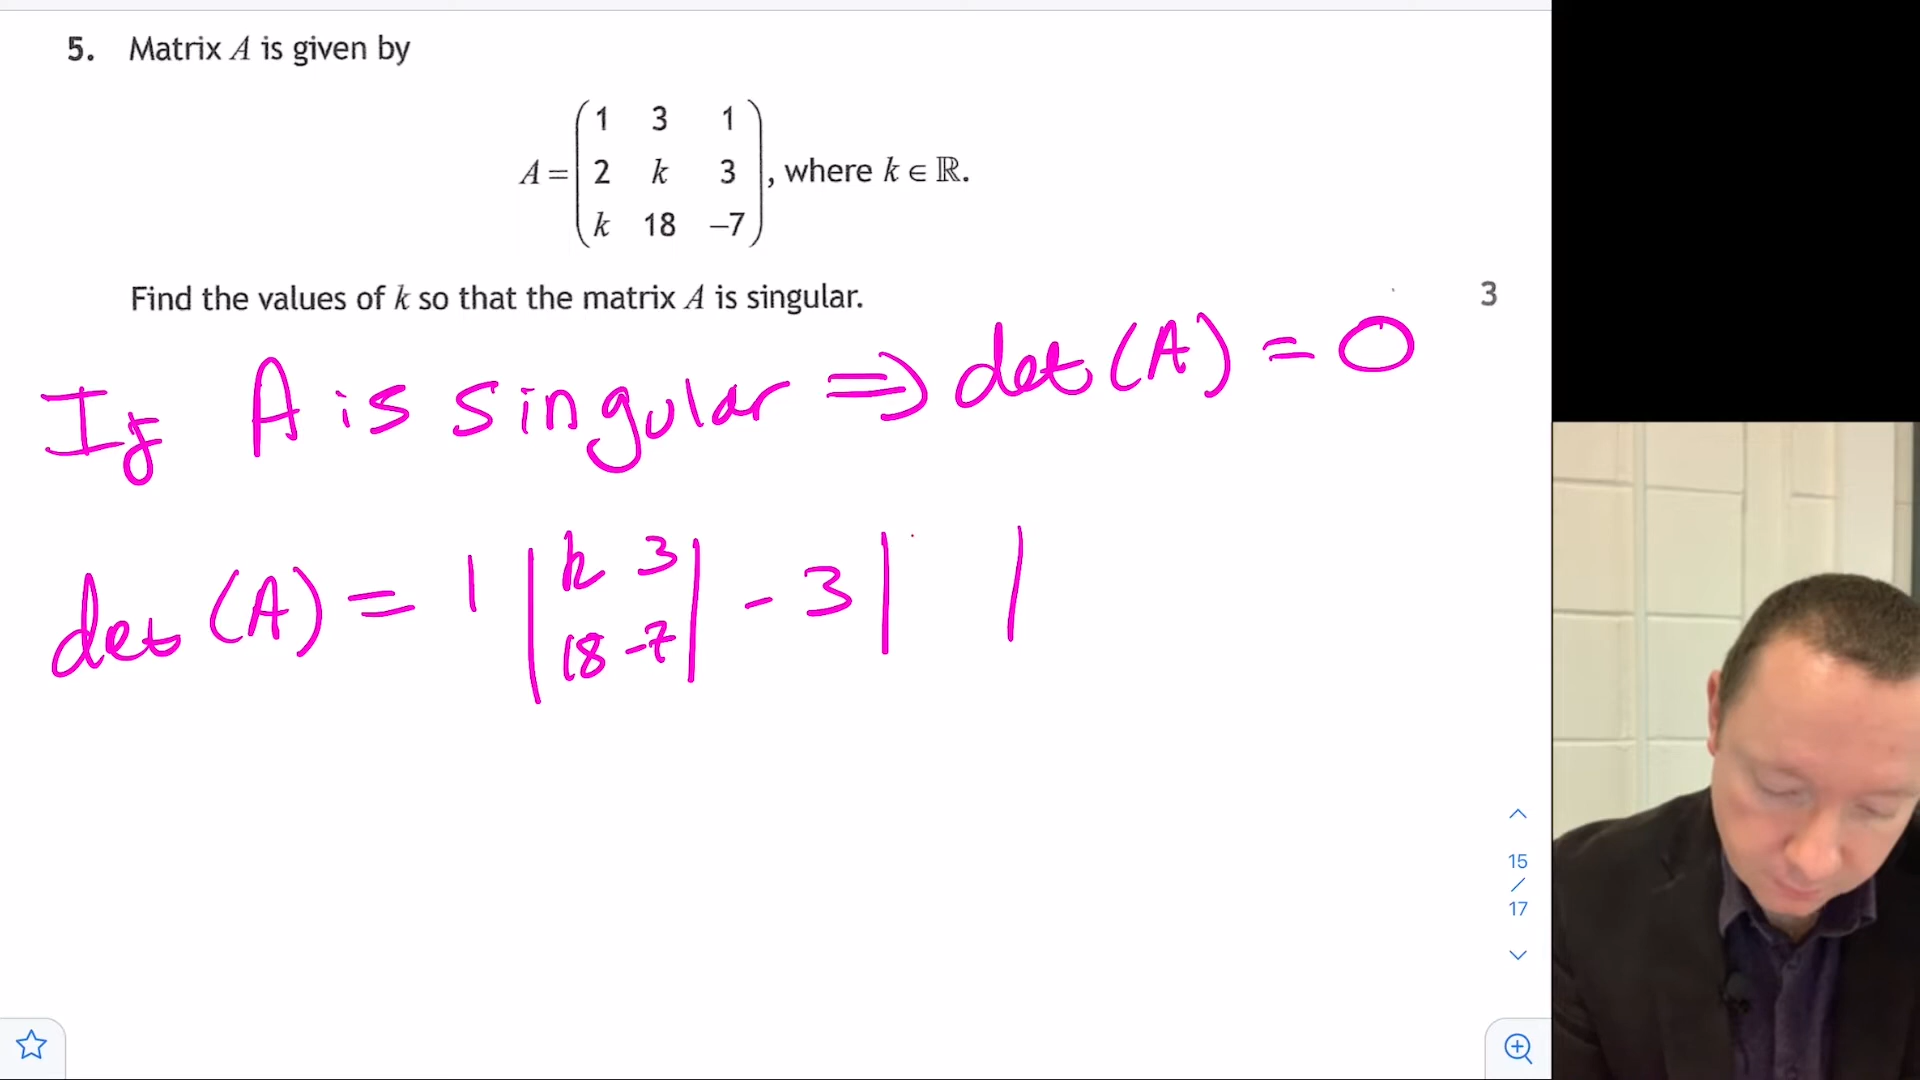 5. Matrix A is given by
A = ( 1 3 1
2 k 3
k 18 –7 ) , where k ∈ ℝ.
Find the values of k so that the matrix A is singular. 3
If A is singular ⇒ det (A) = 0
det (A) = 1 | k 3 | - 3 | |
18 -7
15
/
17